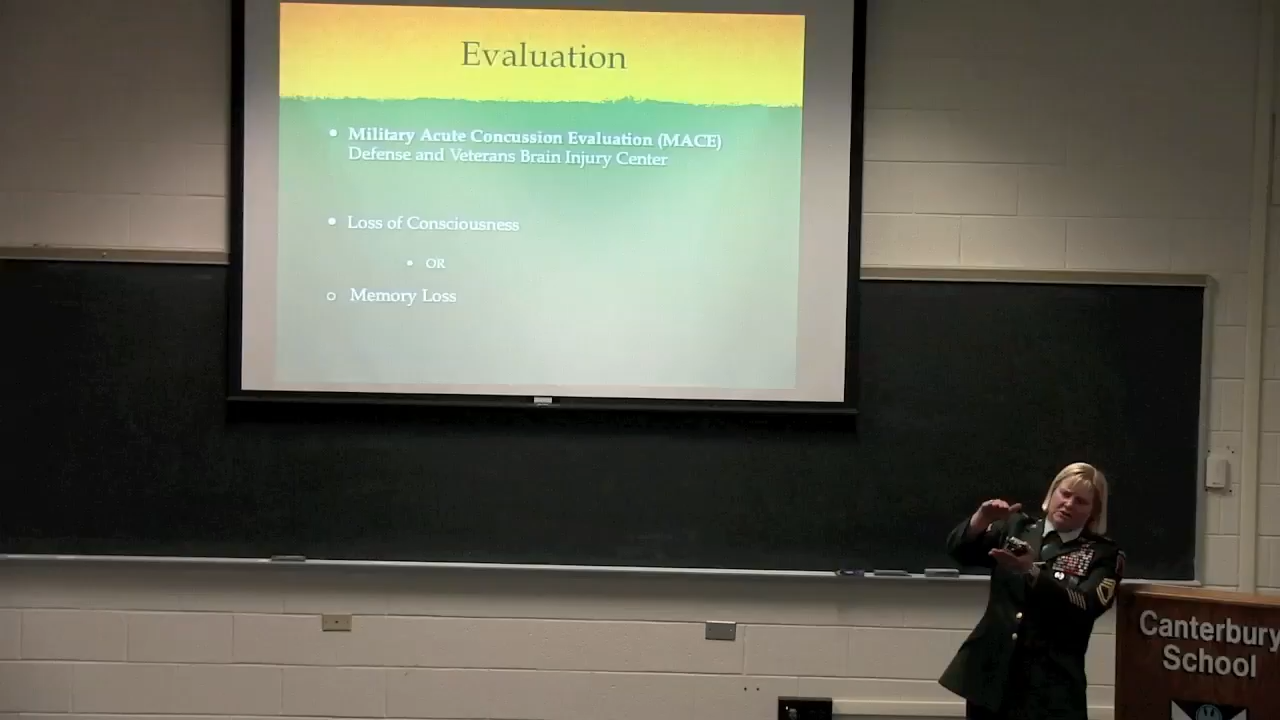 Evaluation
• Military Acute Concussion Evaluation (MACE)
Defense and Veterans Brain Injury Center
• Loss of Consciousness
• OR
○ Memory Loss
Canterbury
School